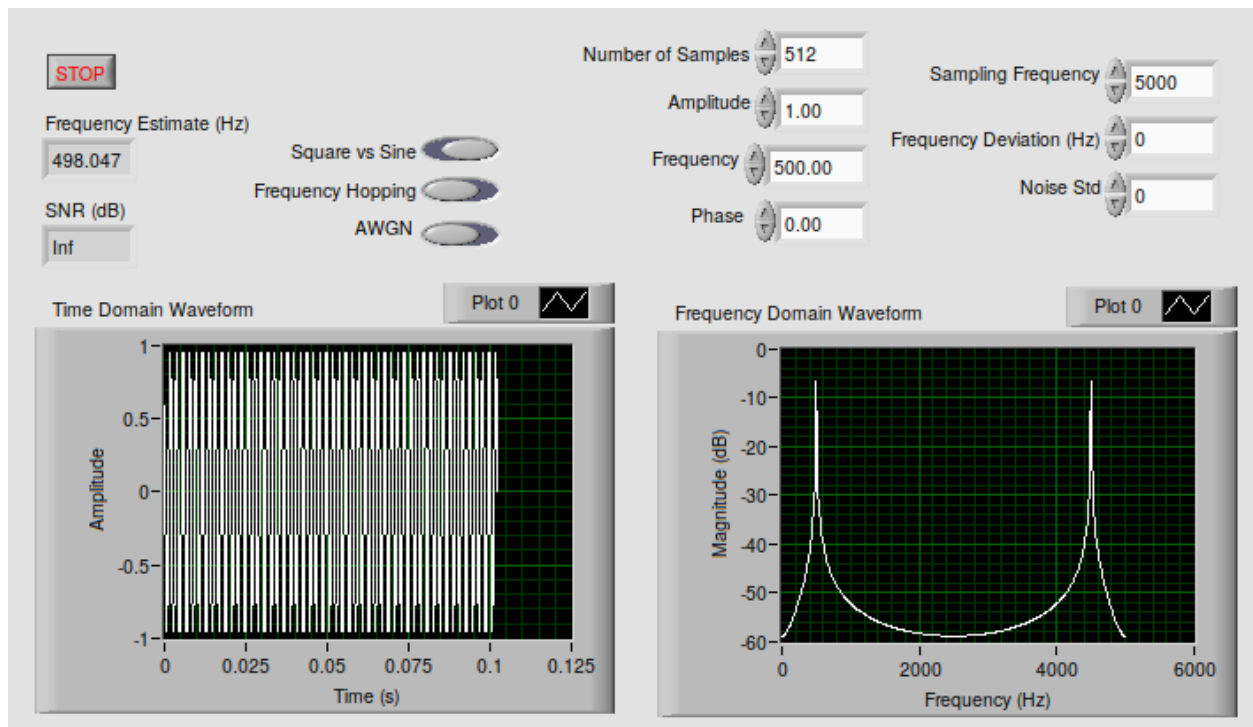 STOP
Frequency Estimate (Hz)
498.047
SNR (dB)
Inf
Square vs Sine
Frequency Hopping
AWGN
Number of Samples 512
Amplitude 1.00
Frequency 500.00
Phase 0.00
Sampling Frequency 5000
Frequency Deviation (Hz) 0
Noise Std 0
Time Domain Waveform
Plot 0
Amplitude
1
0.5
0
-0.5
-1
0 0.025 0.05 0.075 0.1 0.125
Time (s)
Frequency Domain Waveform
Plot 0
Magnitude (dB)
0
-10
-20
-30
-40
-50
-60
0 2000 4000 6000
Frequency (Hz)